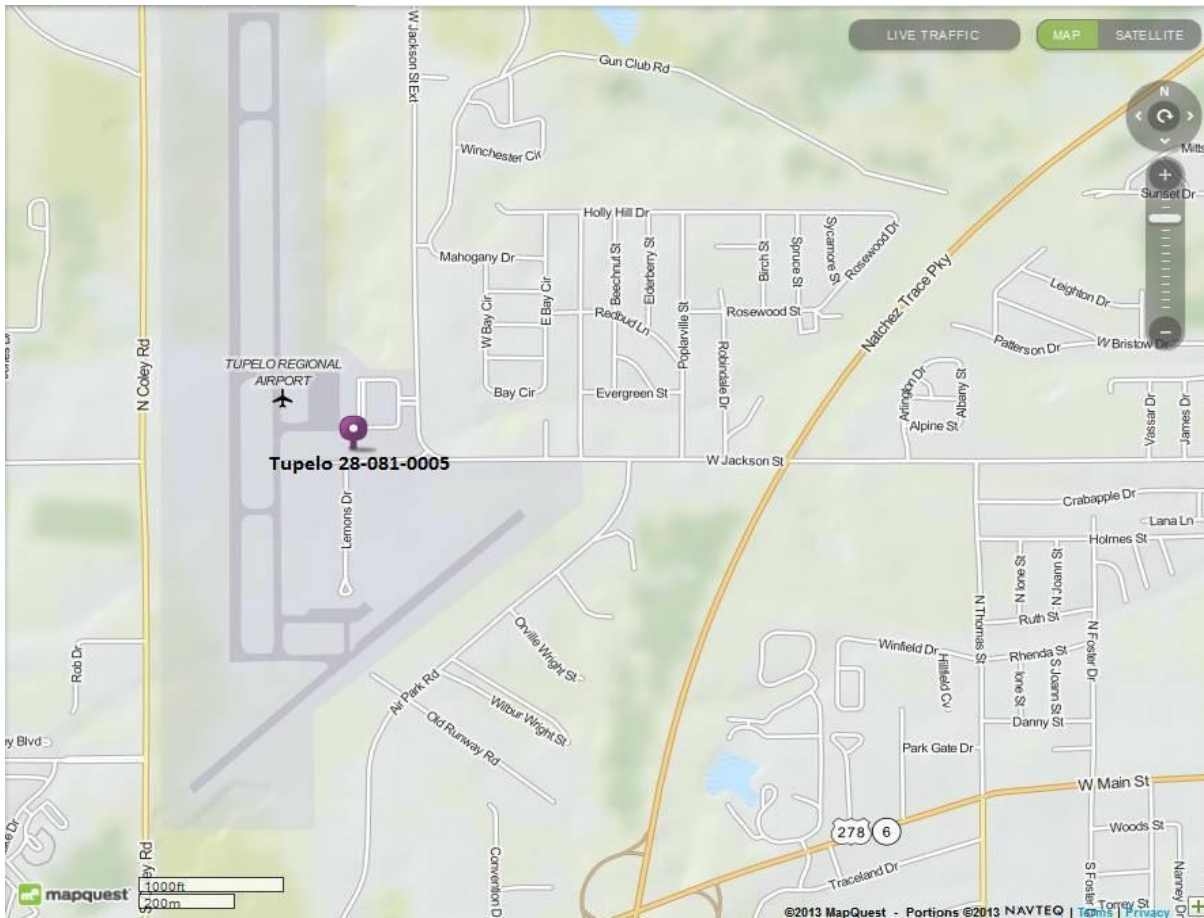 LIVE TRAFFIC
MAP
SATELLITE
N
W Jackson St Ext
Gun Club Rd
Winchester Cir
Sunset Dr
Holly Hill Dr
Mahogany Dr
Beechnut St
Elderberry St
Birch St
Spruce St
Sycamore St
Rosewood Dr
Natchez Trace Pky
Leighton Dr
W Bay Cir
E Bay Cir
Redbud Ln
Poplarville St
Rosewood St
Robindale Dr
Patterson Dr
W Bristow Dr
N Coley Rd
TUPELO REGIONAL
AIRPORT
Bay Cir
Evergreen St
Arlington Dr
Albany St
Alpine St
Vassar Dr
James Dr
Tupelo 28-081-0005
W Jackson St
Lemons Dr
Crabapple Dr
Lana Ln
Holmes St
N Ione St
N Joann St
N Thomas St
Ruth St
N Foster Dr
Rob Dr
Orville Wright St
Winfield Dr
Hillfield Cv
Rhenda St
S Ione St
S Joann St
Air Park Rd
Wilbur Wright St
Old Runway Rd
Danny St
Park Gate Dr
W Main St
278
6
Woods St
Traceland Dr
Convention D
S Foster
Nanney D
Torrey St
mapquest
1000ft
200m
©2013 MapQuest - Portions ©2013 NAVTEQ | Terms | Privacy